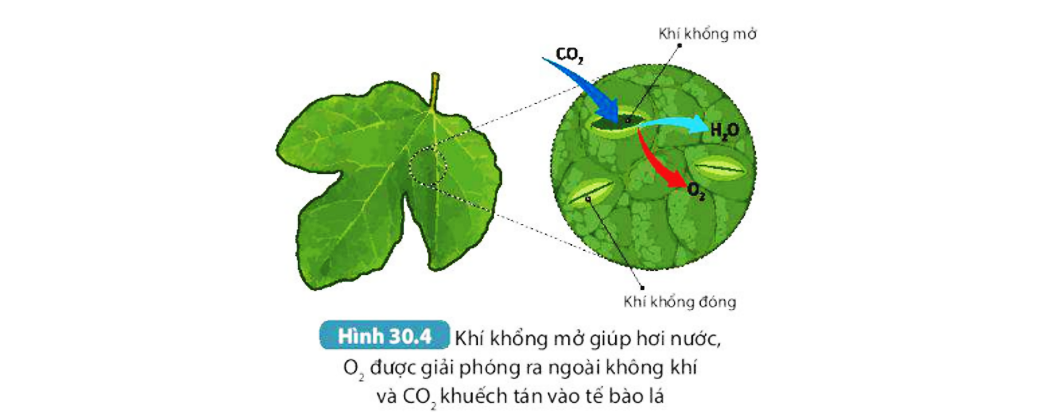 Khí khổng mở
CO₂
H₂O
O₂
Khí khổng đóng
Hình 30.4 Khí khổng mở giúp hơi nước,
O₂ được giải phóng ra ngoài không khí
và CO₂ khuếch tán vào tế bào lá